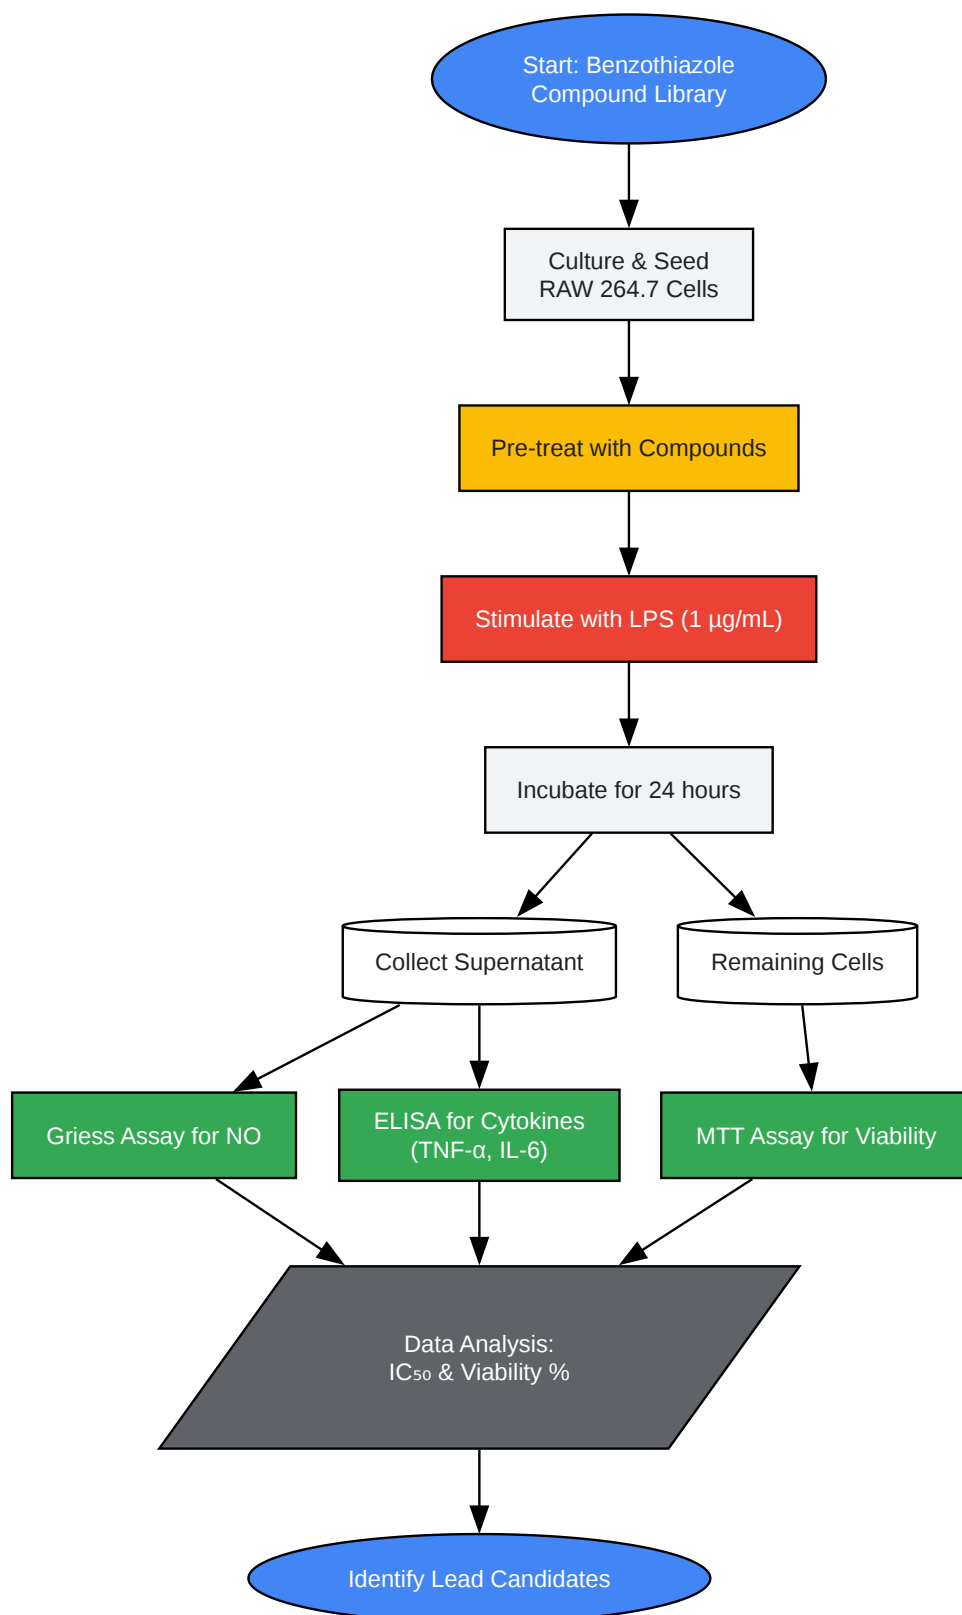 Start: Benzothiazole
Compound Library
Culture & Seed
RAW 264.7 Cells
Pre-treat with Compounds
Stimulate with LPS (1 µg/mL)
Incubate for 24 hours
Collect Supernatant
Remaining Cells
Griess Assay for NO
ELISA for Cytokines
(TNF-α, IL-6)
MTT Assay for Viability
Data Analysis:
IC₅₀ & Viability %
Identify Lead Candidates